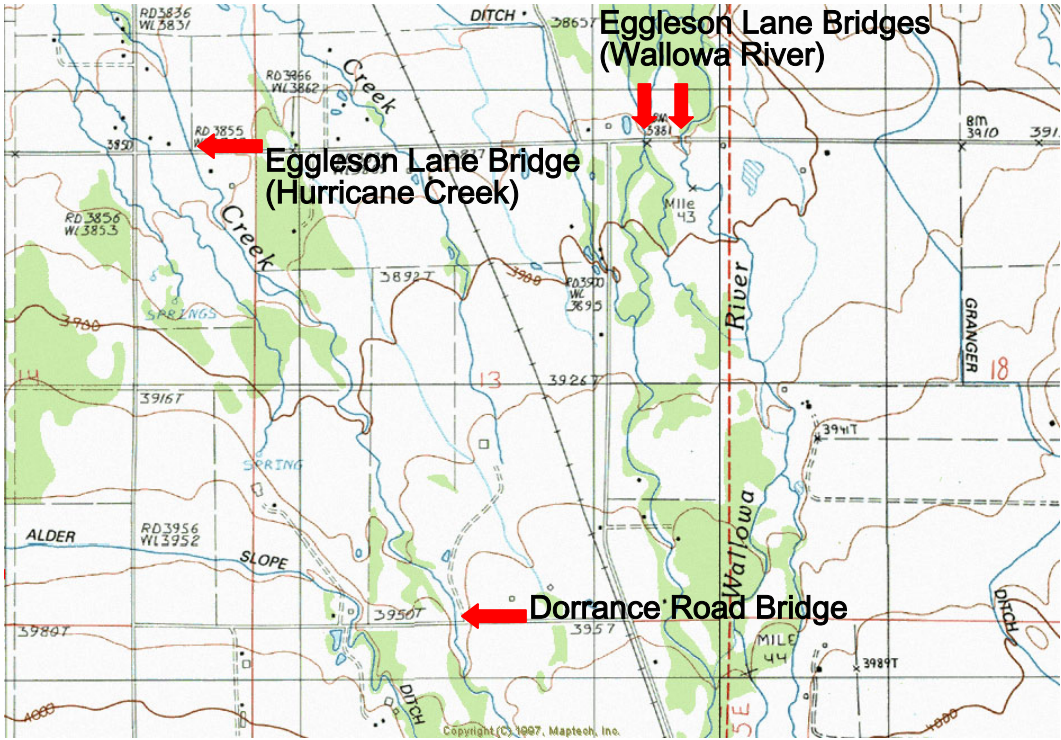 RD3836
WL3831
DITCH
3865T
Eggleson Lane Bridges
(Wallowa River)
RD3866
WL3862
Creek
BM
3910
RD3855
3850
Eggleson Lane Bridge
(Hurricane Creek)
Mile
43
RD3856
WL3853
Creek
3892T
3900
RD3900
WL
3895
River
SPRINGS
3900
GRANGER
14
13
3926T
18
3916T
3941T
SPRING
Wallowa
ALDER
SLOPE
RD3956
WL3952
DITCH
3950T
Dorrance Road Bridge
3980T
3957
MILE
44
3989T
DITCH
4000
5E
4000
Copyright (C) 1997, Maptech, Inc.